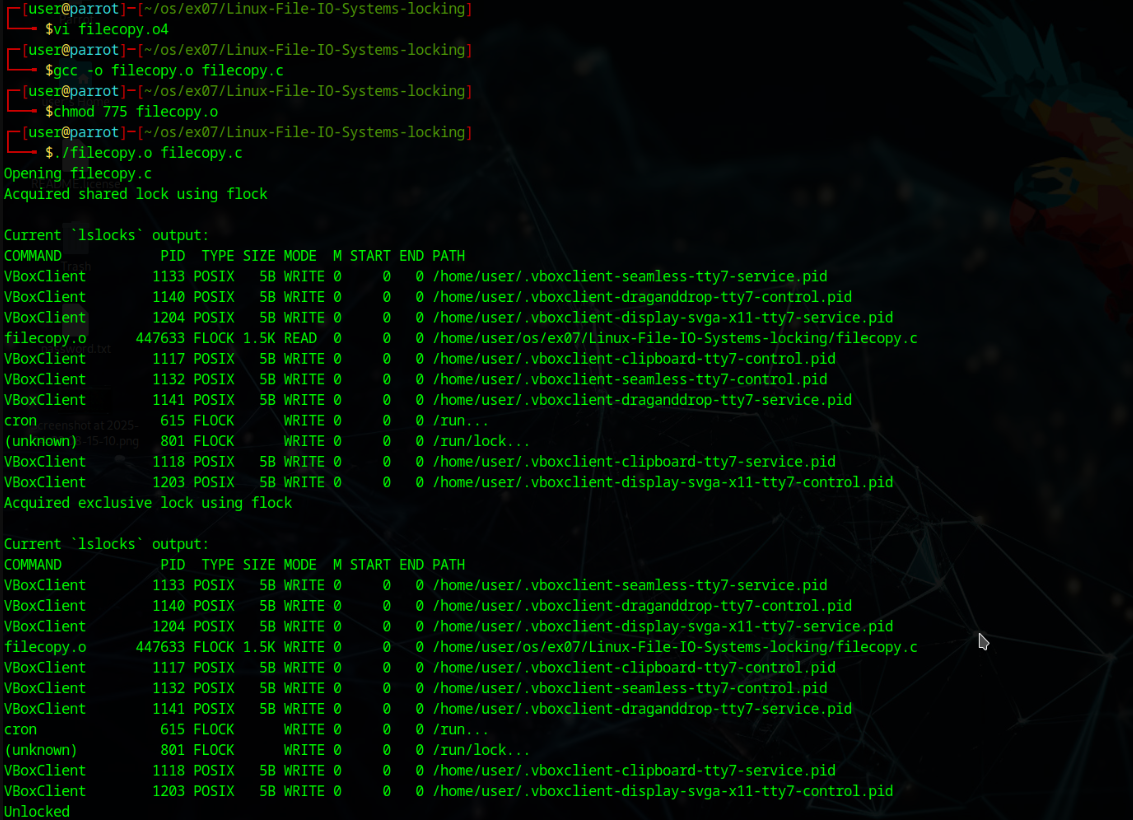 [user@parrot]─[~/os/ex07/Linux-File-IO-Systems-locking]
$vi filecopy.o4
[user@parrot]─[~/os/ex07/Linux-File-IO-Systems-locking]
$gcc -o filecopy.o filecopy.c
[user@parrot]─[~/os/ex07/Linux-File-IO-Systems-locking]
$chmod 775 filecopy.o
[user@parrot]─[~/os/ex07/Linux-File-IO-Systems-locking]
$./filecopy.o filecopy.c
Opening filecopy.c
Acquired shared lock using flock
Current `lslocks` output:
COMMAND PID TYPE SIZE MODE M START END PATH
VBoxClient 1133 POSIX 5B WRITE 0 0 0 /home/user/.vboxclient-seamless-tty7-service.pid
VBoxClient 1140 POSIX 5B WRITE 0 0 0 /home/user/.vboxclient-draganddrop-tty7-control.pid
VBoxClient 1204 POSIX 5B WRITE 0 0 0 /home/user/.vboxclient-display-svga-x11-tty7-service.pid
filecopy.o 447633 FLOCK 1.5K READ 0 0 0 /home/user/os/ex07/Linux-File-IO-Systems-locking/filecopy.c
VBoxClient 1117 POSIX 5B WRITE 0 0 0 /home/user/.vboxclient-clipboard-tty7-control.pid
VBoxClient 1132 POSIX 5B WRITE 0 0 0 /home/user/.vboxclient-seamless-tty7-control.pid
VBoxClient 1141 POSIX 5B WRITE 0 0 0 /home/user/.vboxclient-draganddrop-tty7-service.pid
cron 615 FLOCK WRITE 0 0 0 /run...
(unknown) 801 FLOCK WRITE 0 0 0 /run/lock...
VBoxClient 1118 POSIX 5B WRITE 0 0 0 /home/user/.vboxclient-clipboard-tty7-service.pid
VBoxClient 1203 POSIX 5B WRITE 0 0 0 /home/user/.vboxclient-display-svga-x11-tty7-control.pid
Acquired exclusive lock using flock
Current `lslocks` output:
COMMAND PID TYPE SIZE MODE M START END PATH
VBoxClient 1133 POSIX 5B WRITE 0 0 0 /home/user/.vboxclient-seamless-tty7-service.pid
VBoxClient 1140 POSIX 5B WRITE 0 0 0 /home/user/.vboxclient-draganddrop-tty7-control.pid
VBoxClient 1204 POSIX 5B WRITE 0 0 0 /home/user/.vboxclient-display-svga-x11-tty7-service.pid
filecopy.o 447633 FLOCK 1.5K WRITE 0 0 0 /home/user/os/ex07/Linux-File-IO-Systems-locking/filecopy.c
VBoxClient 1117 POSIX 5B WRITE 0 0 0 /home/user/.vboxclient-clipboard-tty7-control.pid
VBoxClient 1132 POSIX 5B WRITE 0 0 0 /home/user/.vboxclient-seamless-tty7-control.pid
VBoxClient 1141 POSIX 5B WRITE 0 0 0 /home/user/.vboxclient-draganddrop-tty7-service.pid
cron 615 FLOCK WRITE 0 0 0 /run...
(unknown) 801 FLOCK WRITE 0 0 0 /run/lock...
VBoxClient 1118 POSIX 5B WRITE 0 0 0 /home/user/.vboxclient-clipboard-tty7-service.pid
VBoxClient 1203 POSIX 5B WRITE 0 0 0 /home/user/.vboxclient-display-svga-x11-tty7-control.pid
Unlocked